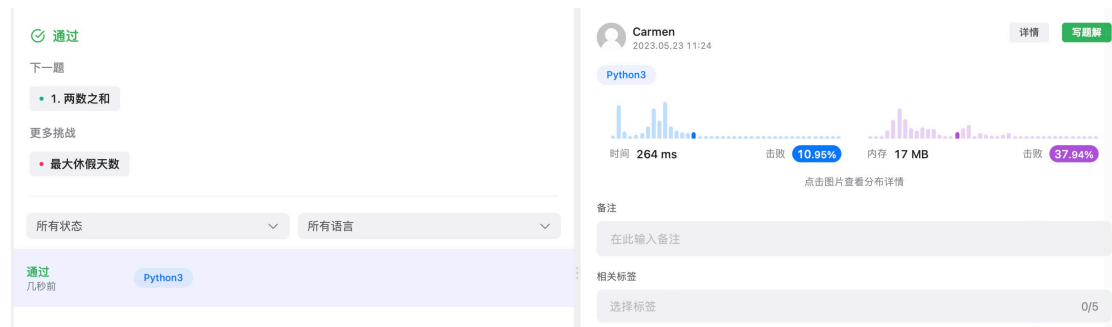 通过
下一题
1. 两数之和
更多挑战
最大休假天数
所有状态
所有语言
通过
几秒前
Python3
Carmen
2023.05.23 11:24
详情
写题解
Python3
时间 264 ms
击败 10.95%
内存 17 MB
击败 37.94%
点击图片查看分布详情
备注
在此输入备注
相关标签
选择标签
0/5